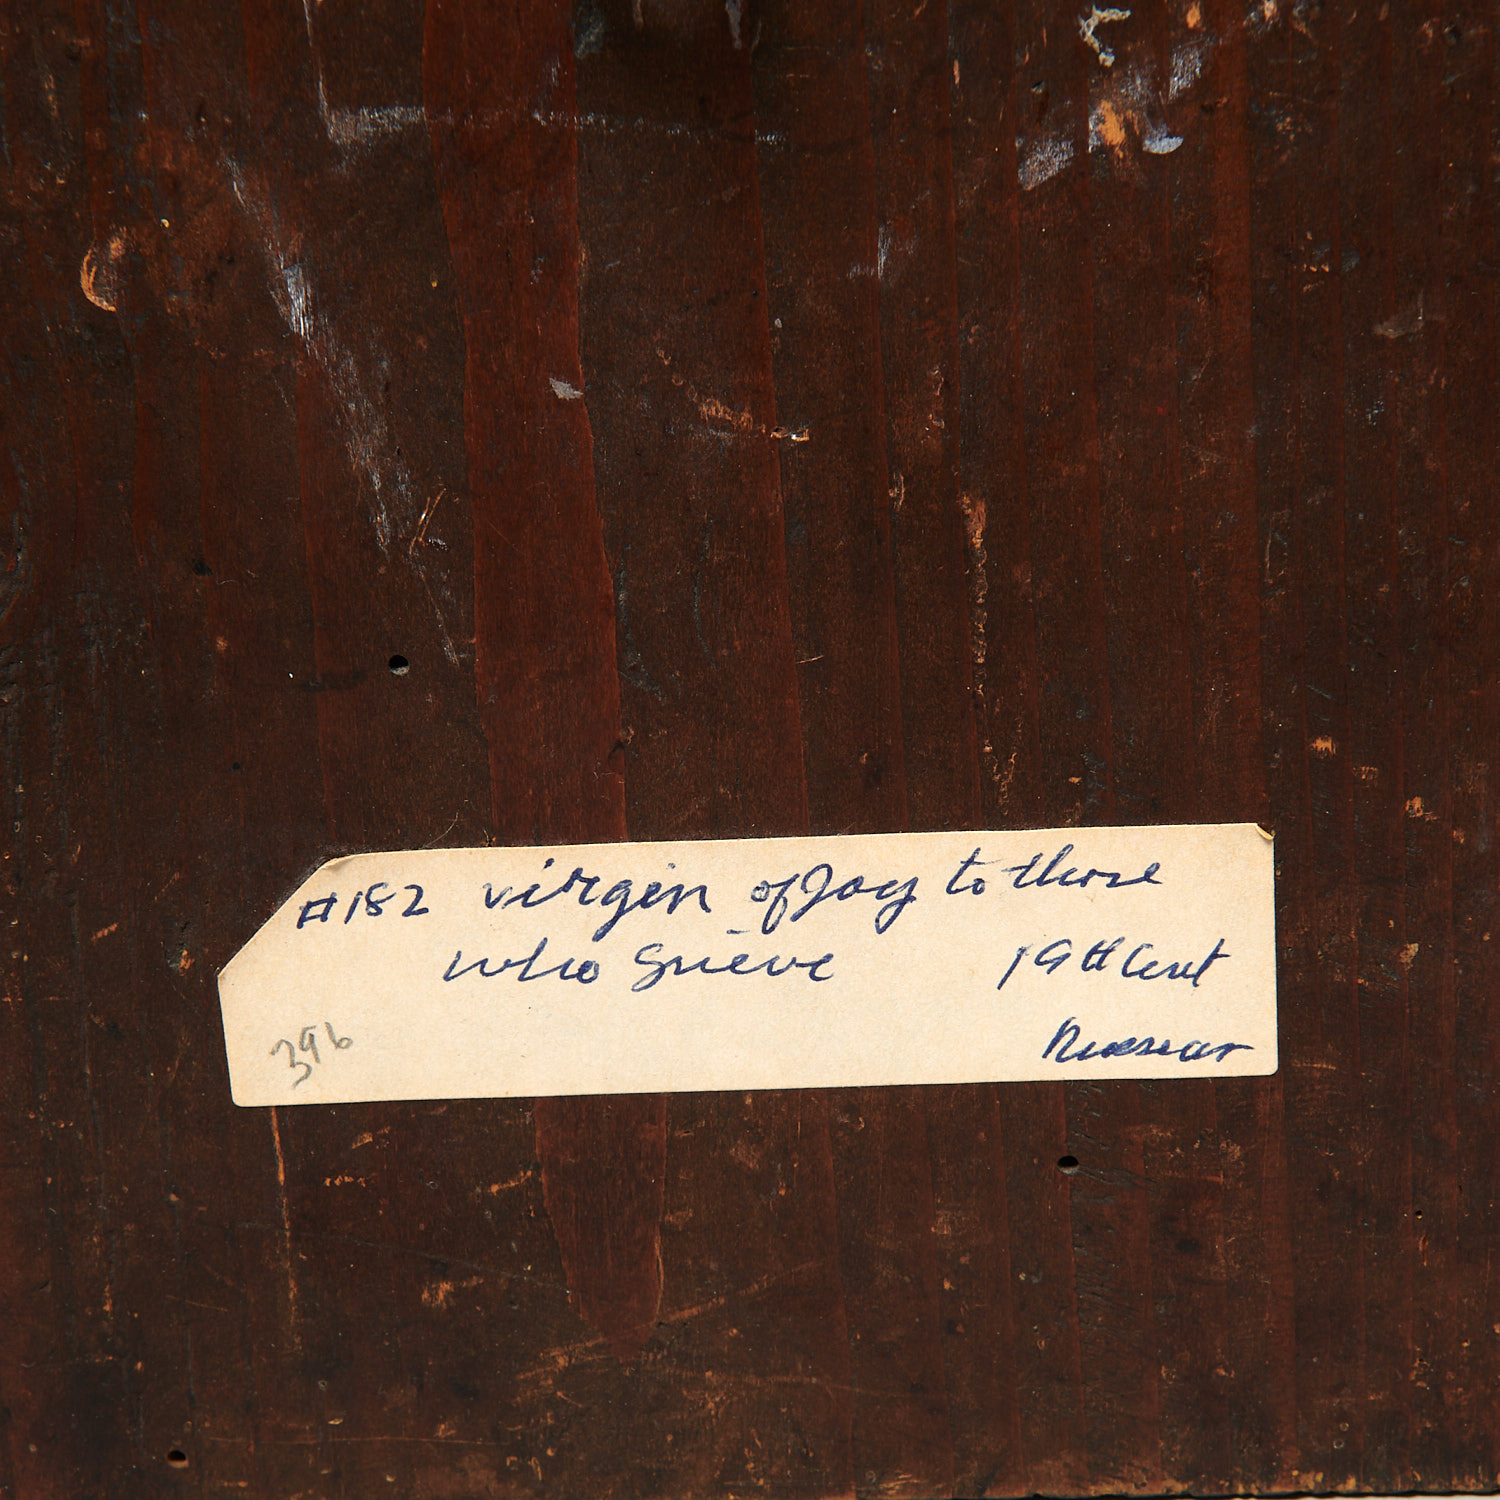 #182 virgin of Joy to those
who Grieve 19th Cent
Russian
396